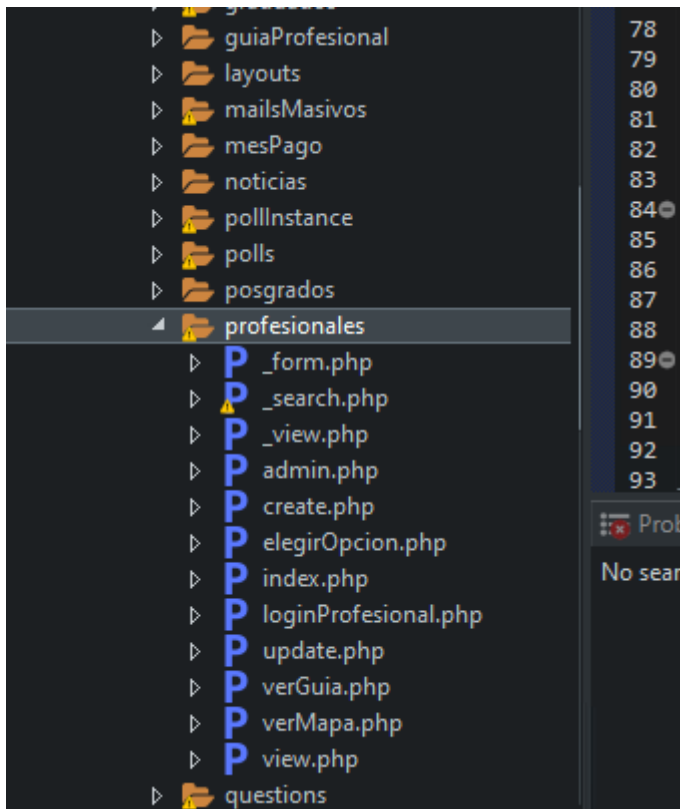 guiaProfesional
layouts
mailsMasivos
mesPago
noticias
pollInstance
polls
posgrados
profesionales
_form.php
_search.php
_view.php
admin.php
create.php
elegirOpcion.php
index.php
loginProfesional.php
update.php
verGuia.php
verMapa.php
view.php
questions
78
79
80
81
82
83
84
85
86
87
88
89
90
91
92
93
Prob
No sear